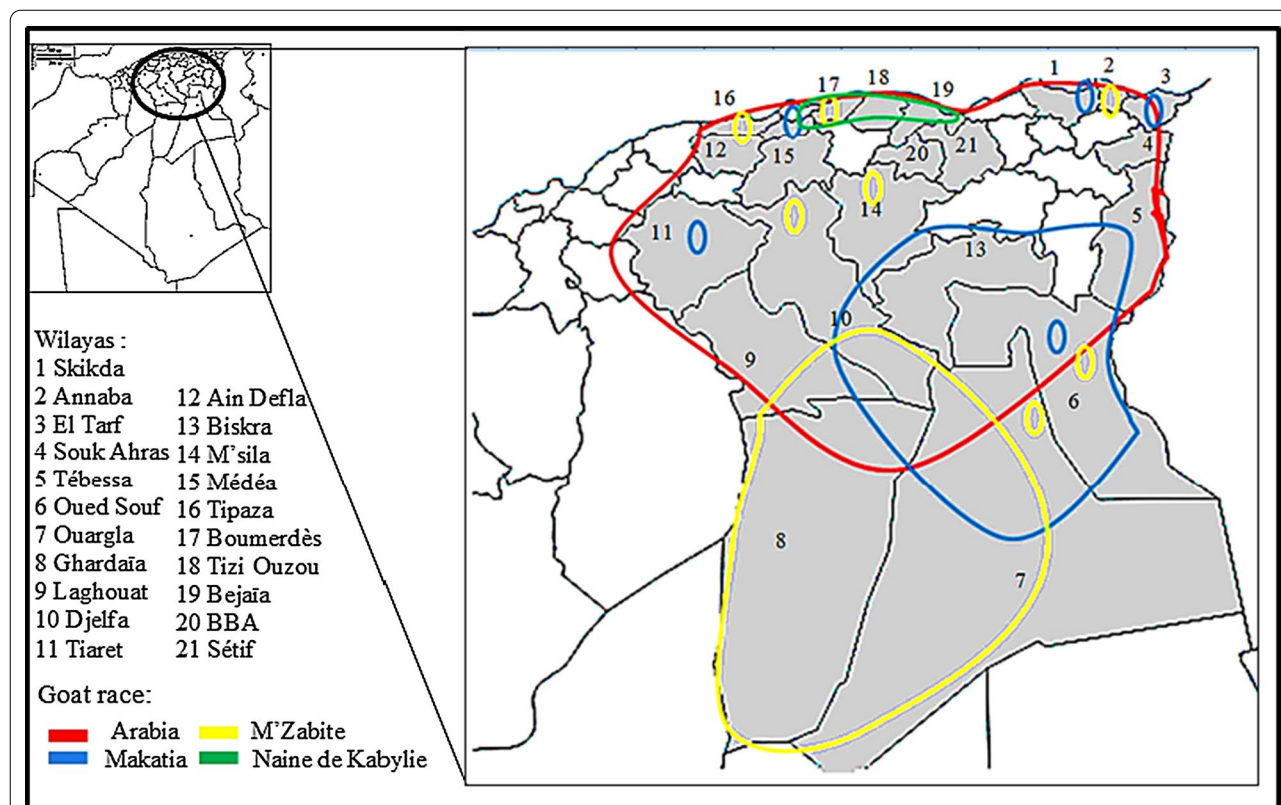 Wilayas :
1 Skikda
2 Annaba
3 El Tarf
4 Souk Ahras
5 Tébessa
6 Oued Souf
7 Ouargla
8 Ghardaïa
9 Laghouat
10 Djelfa
11 Tiaret
12 Ain Defla
13 Biskra
14 M'sila
15 Médéa
16 Tipaza
17 Boumerdès
18 Tizi Ouzou
19 Bejaïa
20 BBA
21 Sétif
Goat race:
Arabia
M'Zabite
Makatia
Naine de Kabylie
1
2
3
18
17
19
16
12
15
20
21
4
14
5
11
13
10
9
6
8
7